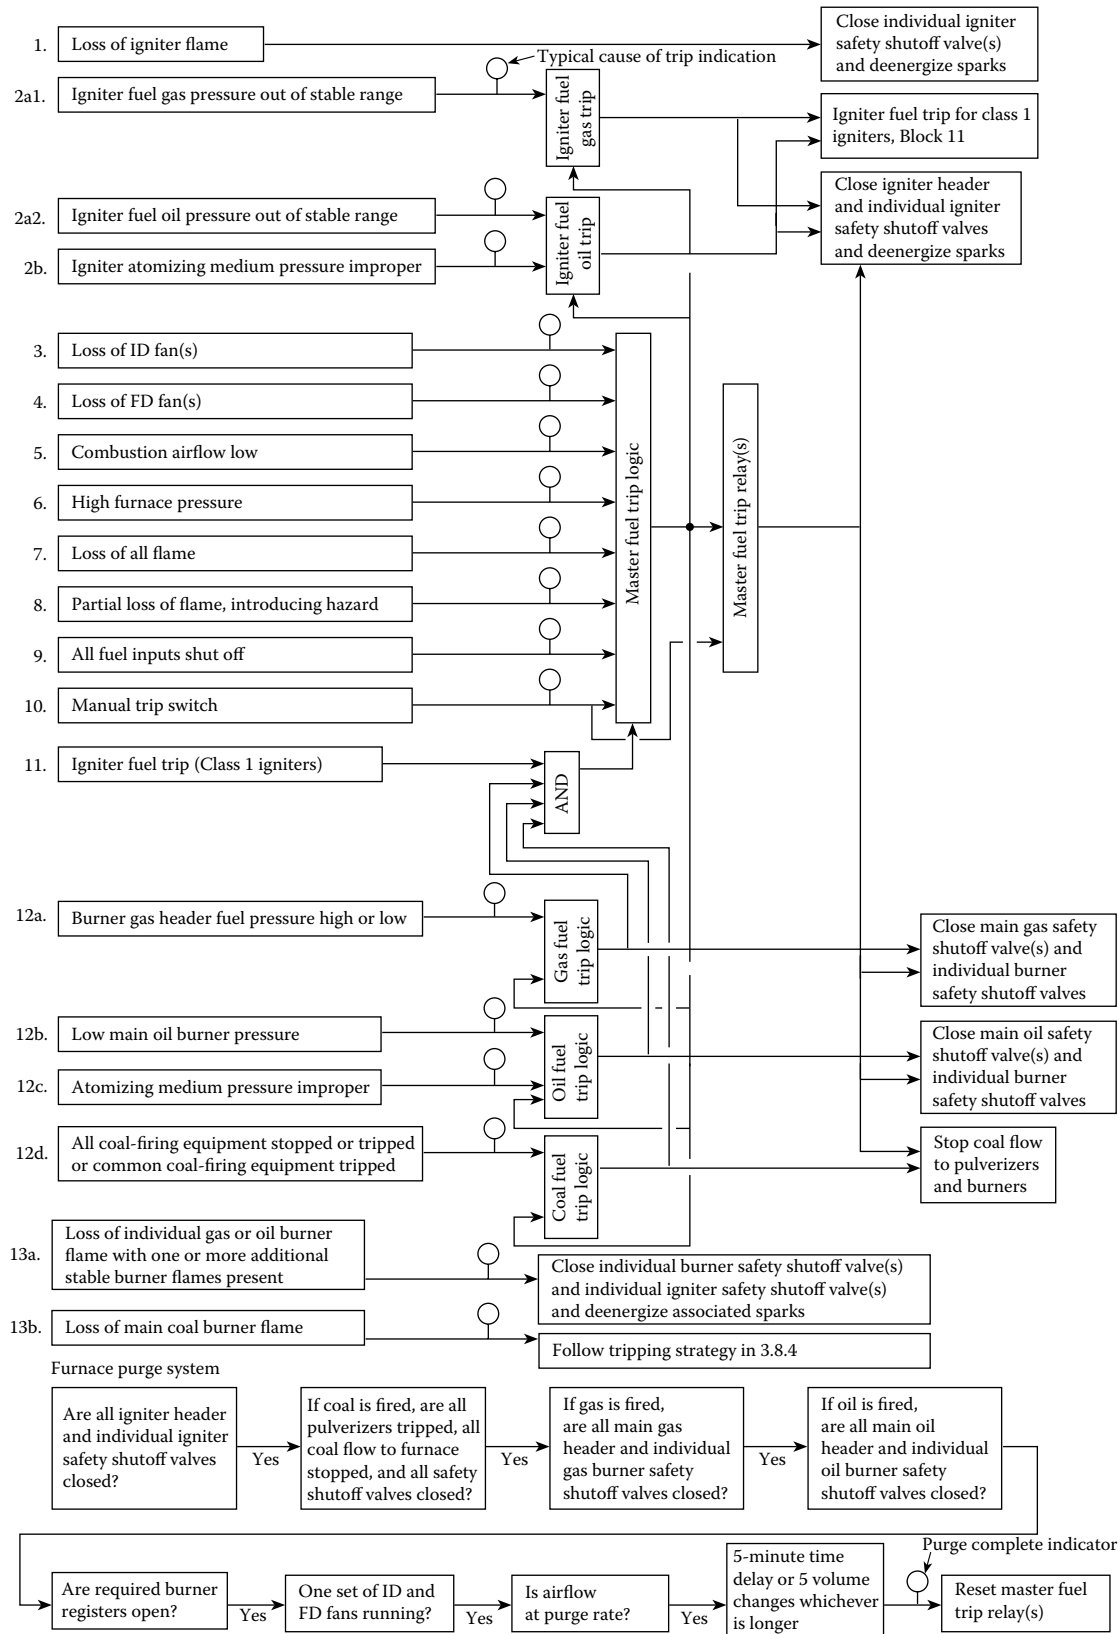 1. Loss of igniter flame
Close individual igniter
safety shutoff valve(s)
and deenergize sparks
Typical cause of trip indication
2a1. Igniter fuel gas pressure out of stable range
Igniter fuel
gas trip
Igniter fuel trip for class 1
igniters, Block 11
2a2. Igniter fuel oil pressure out of stable range
2b. Igniter atomizing medium pressure improper
Igniter fuel
oil trip
Close igniter header
and individual igniter
safety shutoff valves
and deenergize sparks
3. Loss of ID fan(s)
4. Loss of FD fan(s)
5. Combustion airflow low
6. High furnace pressure
7. Loss of all flame
8. Partial loss of flame, introducing hazard
9. All fuel inputs shut off
10. Manual trip switch
Master fuel trip logic
Master fuel trip relay(s)
11. Igniter fuel trip (Class 1 igniters)
AND
12a. Burner gas header fuel pressure high or low
Gas fuel
trip logic
Close main gas safety
shutoff valve(s) and
individual burner
safety shutoff valves
12b. Low main oil burner pressure
12c. Atomizing medium pressure improper
Oil fuel
trip logic
Close main oil safety
shutoff valve(s) and
individual burner
safety shutoff valves
12d. All coal-firing equipment stopped or tripped
or common coal-firing equipment tripped
Coal fuel
trip logic
Stop coal flow
to pulverizers
and burners
13a. Loss of individual gas or oil burner
flame with one or more additional
stable burner flames present
Close individual burner safety shutoff valve(s)
and individual igniter safety shutoff valve(s)
and deenergize associated sparks
13b. Loss of main coal burner flame
Follow tripping strategy in 3.8.4
Furnace purge system
Are all igniter header
and individual igniter
safety shutoff valves
closed?
Yes
If coal is fired, are all
pulverizers tripped, all
coal flow to furnace
stopped, and all safety
shutoff valves closed?
Yes
If gas is fired,
are all main gas
header and individual
gas burner safety
shutoff valves closed?
Yes
If oil is fired,
are all main oil
header and individual
oil burner safety
shutoff valves closed?
Are required burner
registers open?
Yes
One set of ID and
FD fans running?
Yes
Is airflow
at purge rate?
Yes
5-minute time
delay or 5 volume
changes whichever
is longer
Purge complete indicator
Reset master fuel
trip relay(s)